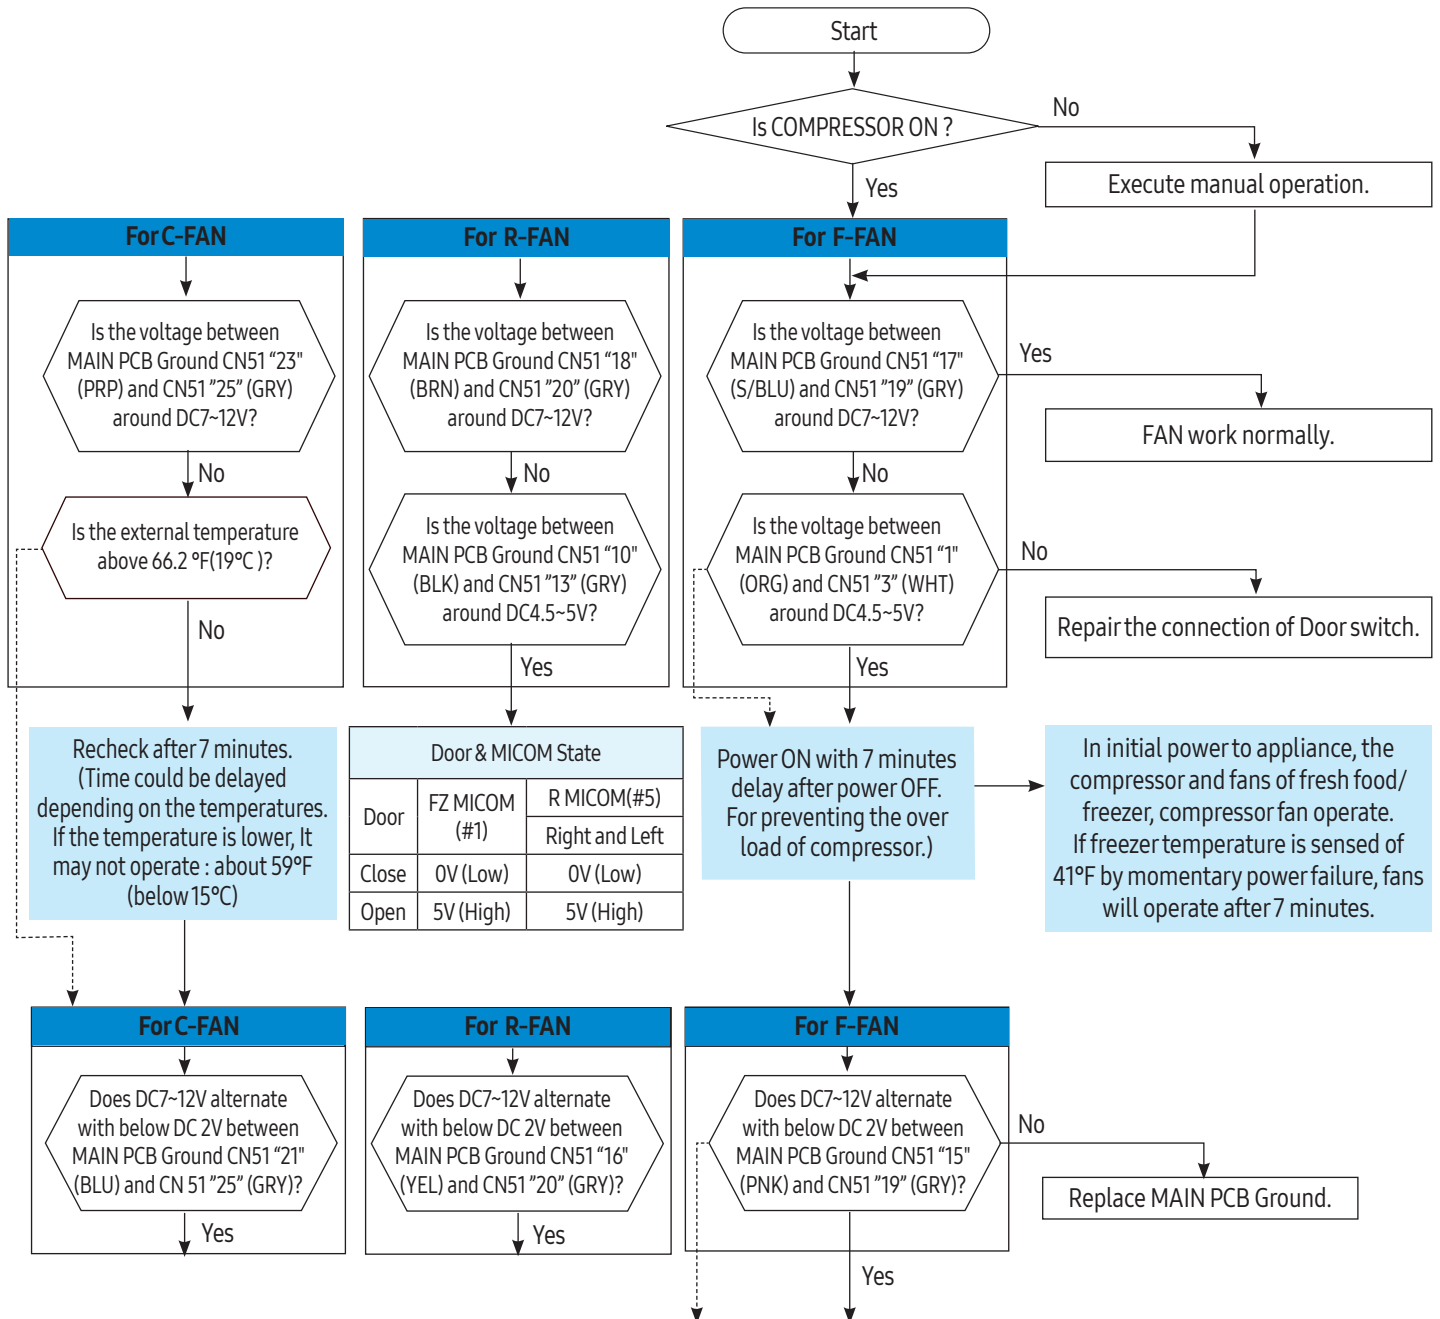 Start
Is COMPRESSOR ON ?
No
Execute manual operation.
Yes
For C-FAN
Is the voltage between
MAIN PCB Ground CN51 “23"
(PRP) and CN51 ”25” (GRY)
around DC7~12V?
No
Is the external temperature
above 66.2 °F(19°C )?
No
For R-FAN
Is the voltage between
MAIN PCB Ground CN51 “18"
(BRN) and CN51 ”20” (GRY)
around DC7~12V?
No
Is the voltage between
MAIN PCB Ground CN51 “10"
(BLK) and CN51 ”13” (GRY)
around DC4.5~5V?
Yes
For F-FAN
Is the voltage between
MAIN PCB Ground CN51 “17"
(S/BLU) and CN51 ”19” (GRY)
around DC7~12V?
Yes
FAN work normally.
No
Is the voltage between
MAIN PCB Ground CN51 “1"
(ORG) and CN51 ”3” (WHT)
around DC4.5~5V?
No
Repair the connection of Door switch.
Yes
Recheck after 7 minutes.
(Time could be delayed
depending on the temperatures.
If the temperature is lower, It
may not operate : about 59°F
(below 15°C)
Door & MICOM State
Door FZ MICOM (#1) R MICOM(#5)
Right and Left
Close 0V (Low) 0V (Low)
Open 5V (High) 5V (High)
Power ON with 7 minutes
delay after power OFF.
For preventing the over
load of compressor.)
In initial power to appliance, the
compressor and fans of fresh food/
freezer, compressor fan operate.
If freezer temperature is sensed of
41°F by momentary power failure, fans
will operate after 7 minutes.
For C-FAN
Does DC7~12V alternate
with below DC 2V between
MAIN PCB Ground CN51 “21"
(BLU) and CN 51 ”25” (GRY)?
Yes
For R-FAN
Does DC7~12V alternate
with below DC 2V between
MAIN PCB Ground CN51 “16"
(YEL) and CN51 ”20” (GRY)?
Yes
For F-FAN
Does DC7~12V alternate
with below DC 2V between
MAIN PCB Ground CN51 “15"
(PNK) and CN51 ”19” (GRY)?
No
Replace MAIN PCB Ground.
Yes